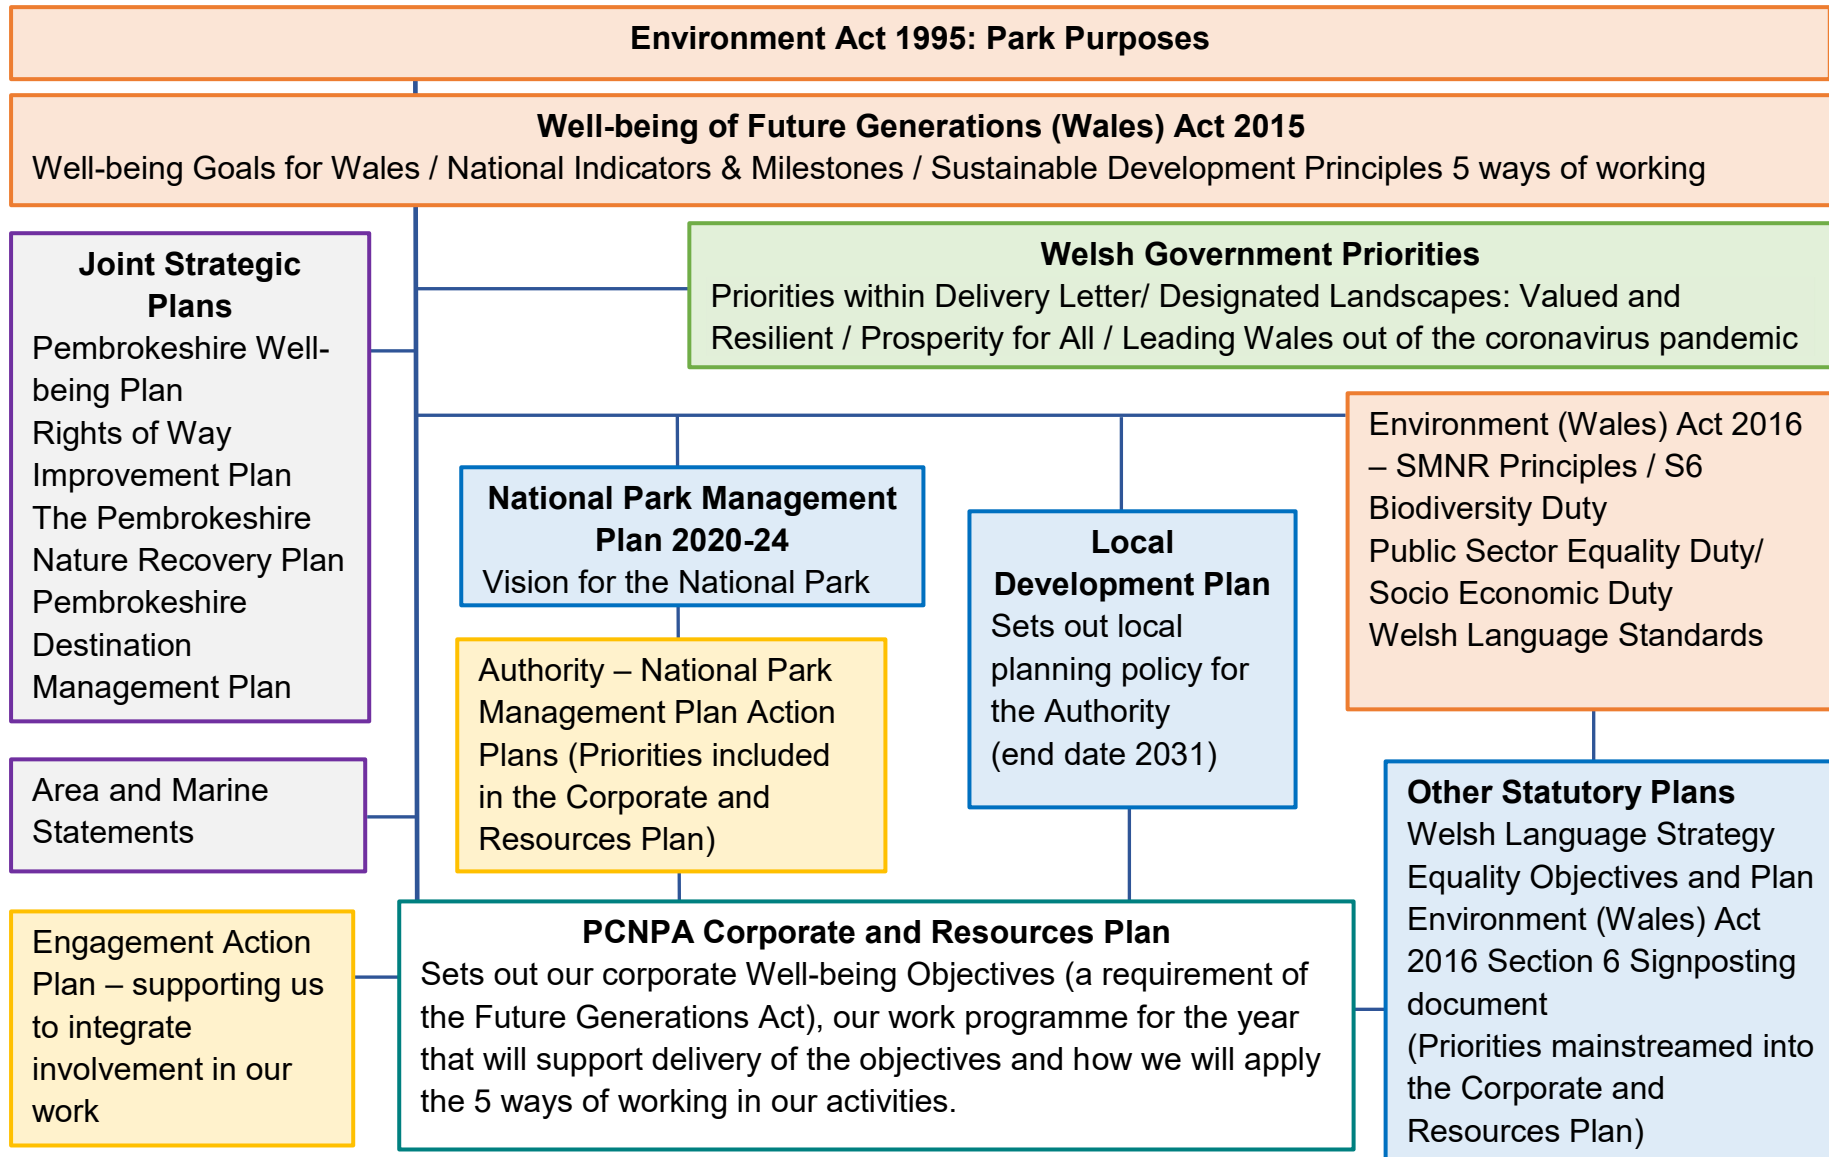 Environment Act 1995: Park Purposes
Well-being of Future Generations (Wales) Act 2015
Well-being Goals for Wales / National Indicators & Milestones / Sustainable Development Principles 5 ways of working
Joint Strategic
Plans
Pembrokeshire Well-
being Plan
Rights of Way
Improvement Plan
The Pembrokeshire
Nature Recovery Plan
Pembrokeshire
Destination
Management Plan
Welsh Government Priorities
Priorities within Delivery Letter/ Designated Landscapes: Valued and
Resilient / Prosperity for All / Leading Wales out of the coronavirus pandemic
Environment (Wales) Act 2016
– SMNR Principles / S6
Biodiversity Duty
Public Sector Equality Duty/
Socio Economic Duty
Welsh Language Standards
National Park Management
Plan 2020-24
Vision for the National Park
Local
Development Plan
Sets out local
planning policy for
the Authority
(end date 2031)
Authority – National Park
Management Plan Action
Plans (Priorities included
in the Corporate and
Resources Plan)
Area and Marine
Statements
Other Statutory Plans
Welsh Language Strategy
Equality Objectives and Plan
Environment (Wales) Act
2016 Section 6 Signposting
document
(Priorities mainstreamed into
the Corporate and
Resources Plan)
Engagement Action
Plan – supporting us
to integrate
involvement in our
work
PCNPA Corporate and Resources Plan
Sets out our corporate Well-being Objectives (a requirement of
the Future Generations Act), our work programme for the year
that will support delivery of the objectives and how we will apply
the 5 ways of working in our activities.